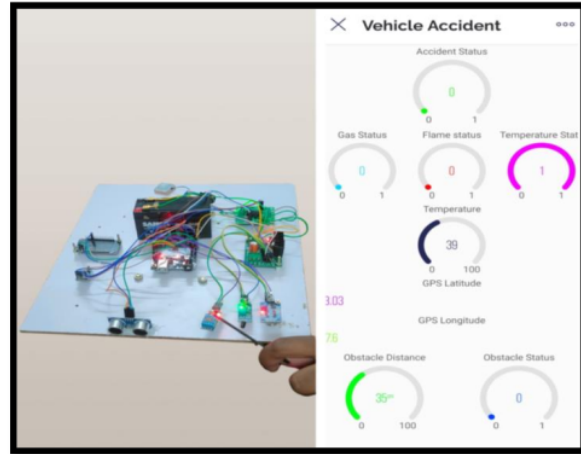 Vehicle Accident
Accident Status
0
0 1
Gas Status Flame status Temperature Stat
0 0 1
0 1 0 1 0 1
Temperature
39
0 100
GPS Latitude
3.03
GPS Longitude
7.6
Obstacle Distance Obstacle Status
35 0
0 100 0 1